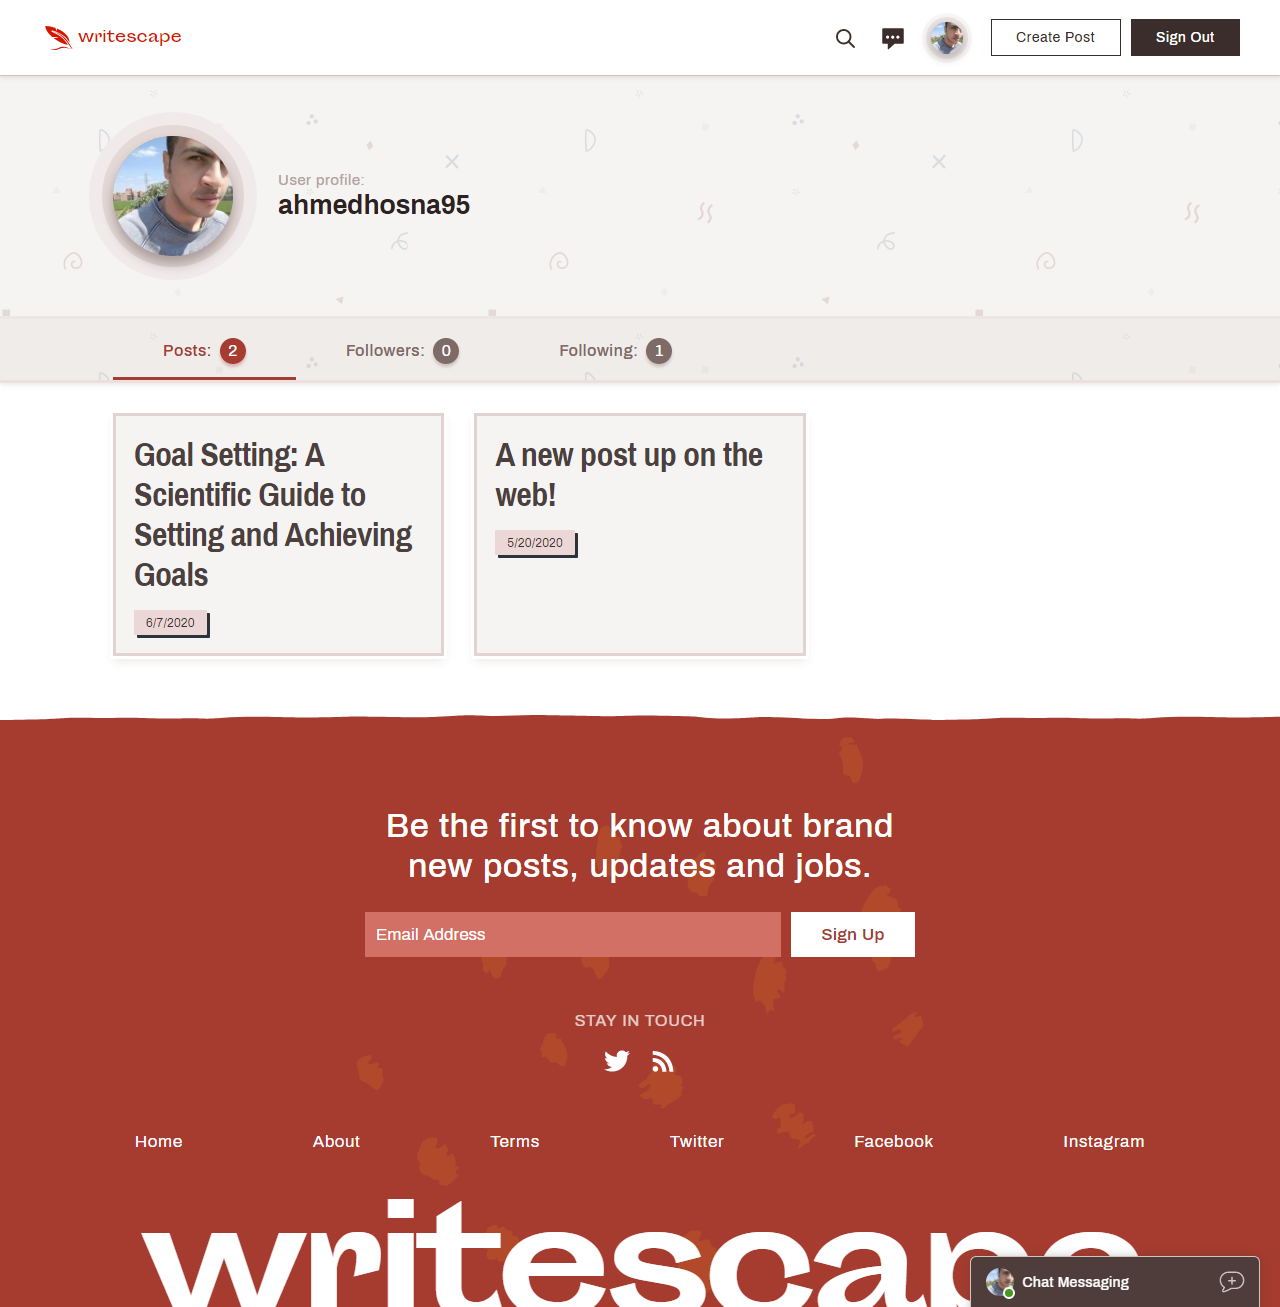 writescape
Create Post
Sign Out
User profile:
ahmedhosna95
Posts: 2
Followers: 0
Following: 1
Goal Setting: A
Scientific Guide to
Setting and Achieving
Goals
6/7/2020
A new post up on the
web!
5/20/2020
Be the first to know about brand
new posts, updates and jobs.
Email Address
Sign Up
STAY IN TOUCH
Home
About
Terms
Twitter
Facebook
Instagram
writescape
Chat Messaging